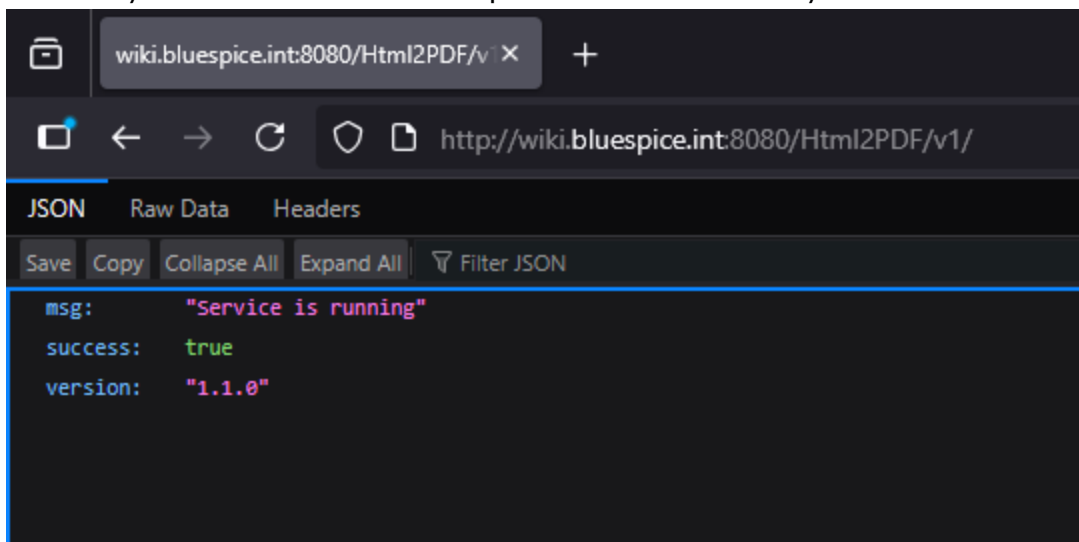 wiki.bluespice.int:8080/Html2PDF/v1
http://wiki.bluespice.int:8080/Html2PDF/v1/
JSON Raw Data Headers
Save Copy Collapse All Expand All Filter JSON
msg: "Service is running"
success: true
version: "1.1.0"